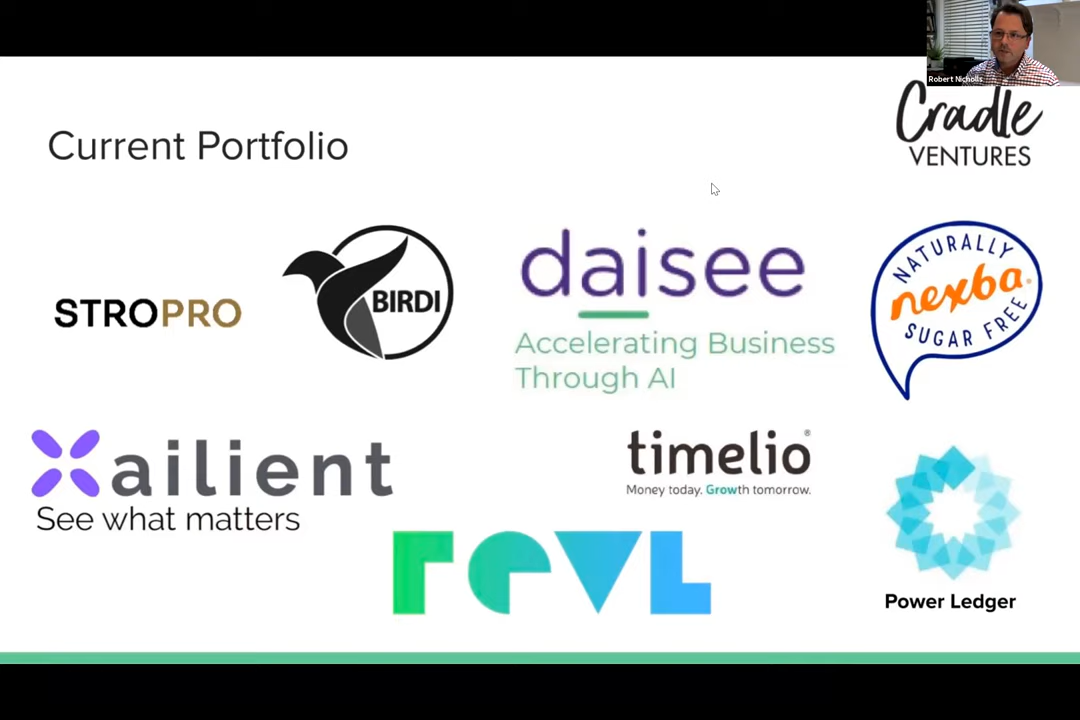 Robert Nicholls
Cradle
VENTURES
Current Portfolio
STROPRO
BIRDI
daisee
Accelerating Business
Through AI
NATURALLY
nexba®
SUGAR FREE
Xailient
See what matters
timelio®
Money today. Growth tomorrow.
revl
Power Ledger